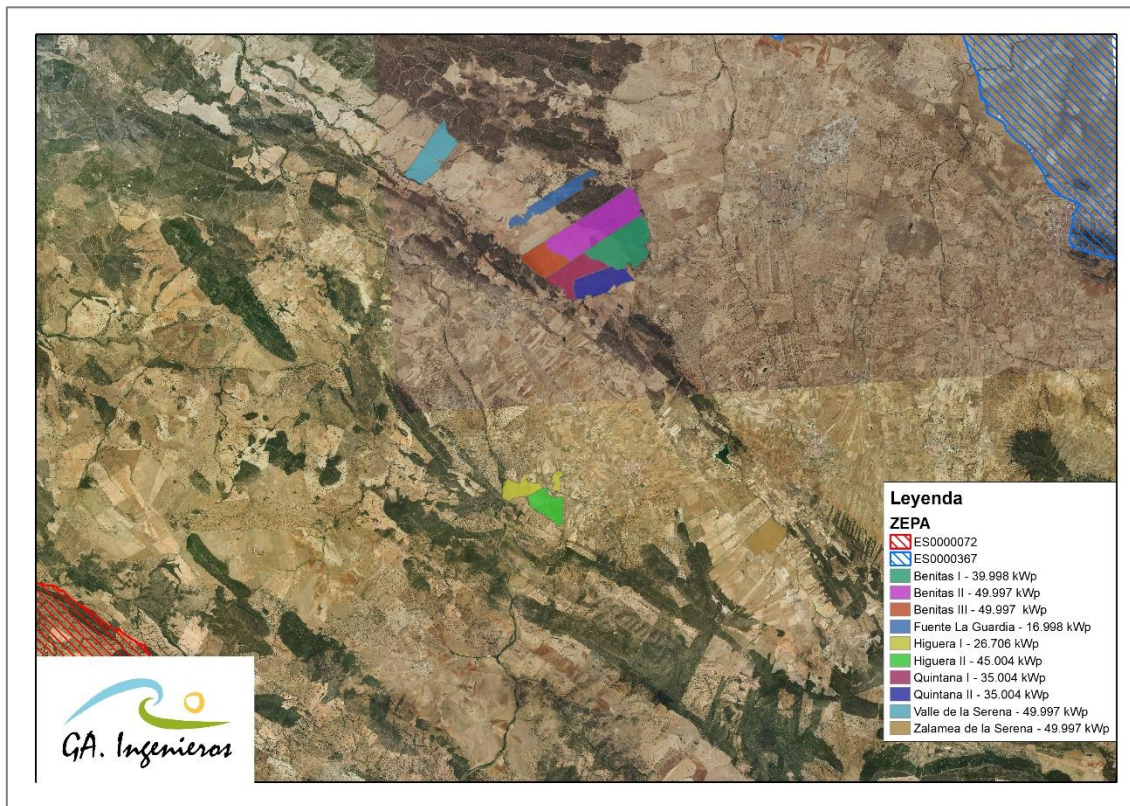 Leyenda
ZEPA
ES0000072
ES0000367
Benitas I - 39.998 kWp
Benitas II - 49.997 kWp
Benitas III - 49.997 kWp
Fuente La Guardia - 16.998 kWp
Higuera I - 26.706 kWp
Higuera II - 45.004 kWp
Quintana I - 35.004 kWp
Quintana II - 35.004 kWp
Valle de la Serena - 49.997 kWp
Zalamea de la Serena - 49.997 kWp
GA. Ingenieros